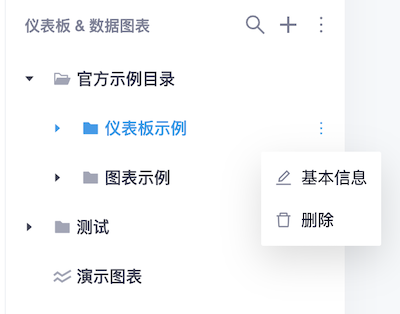 仪表板 & 数据图表
官方示例目录
仪表板示例
图表示例
基本信息
删除
测试
演示图表